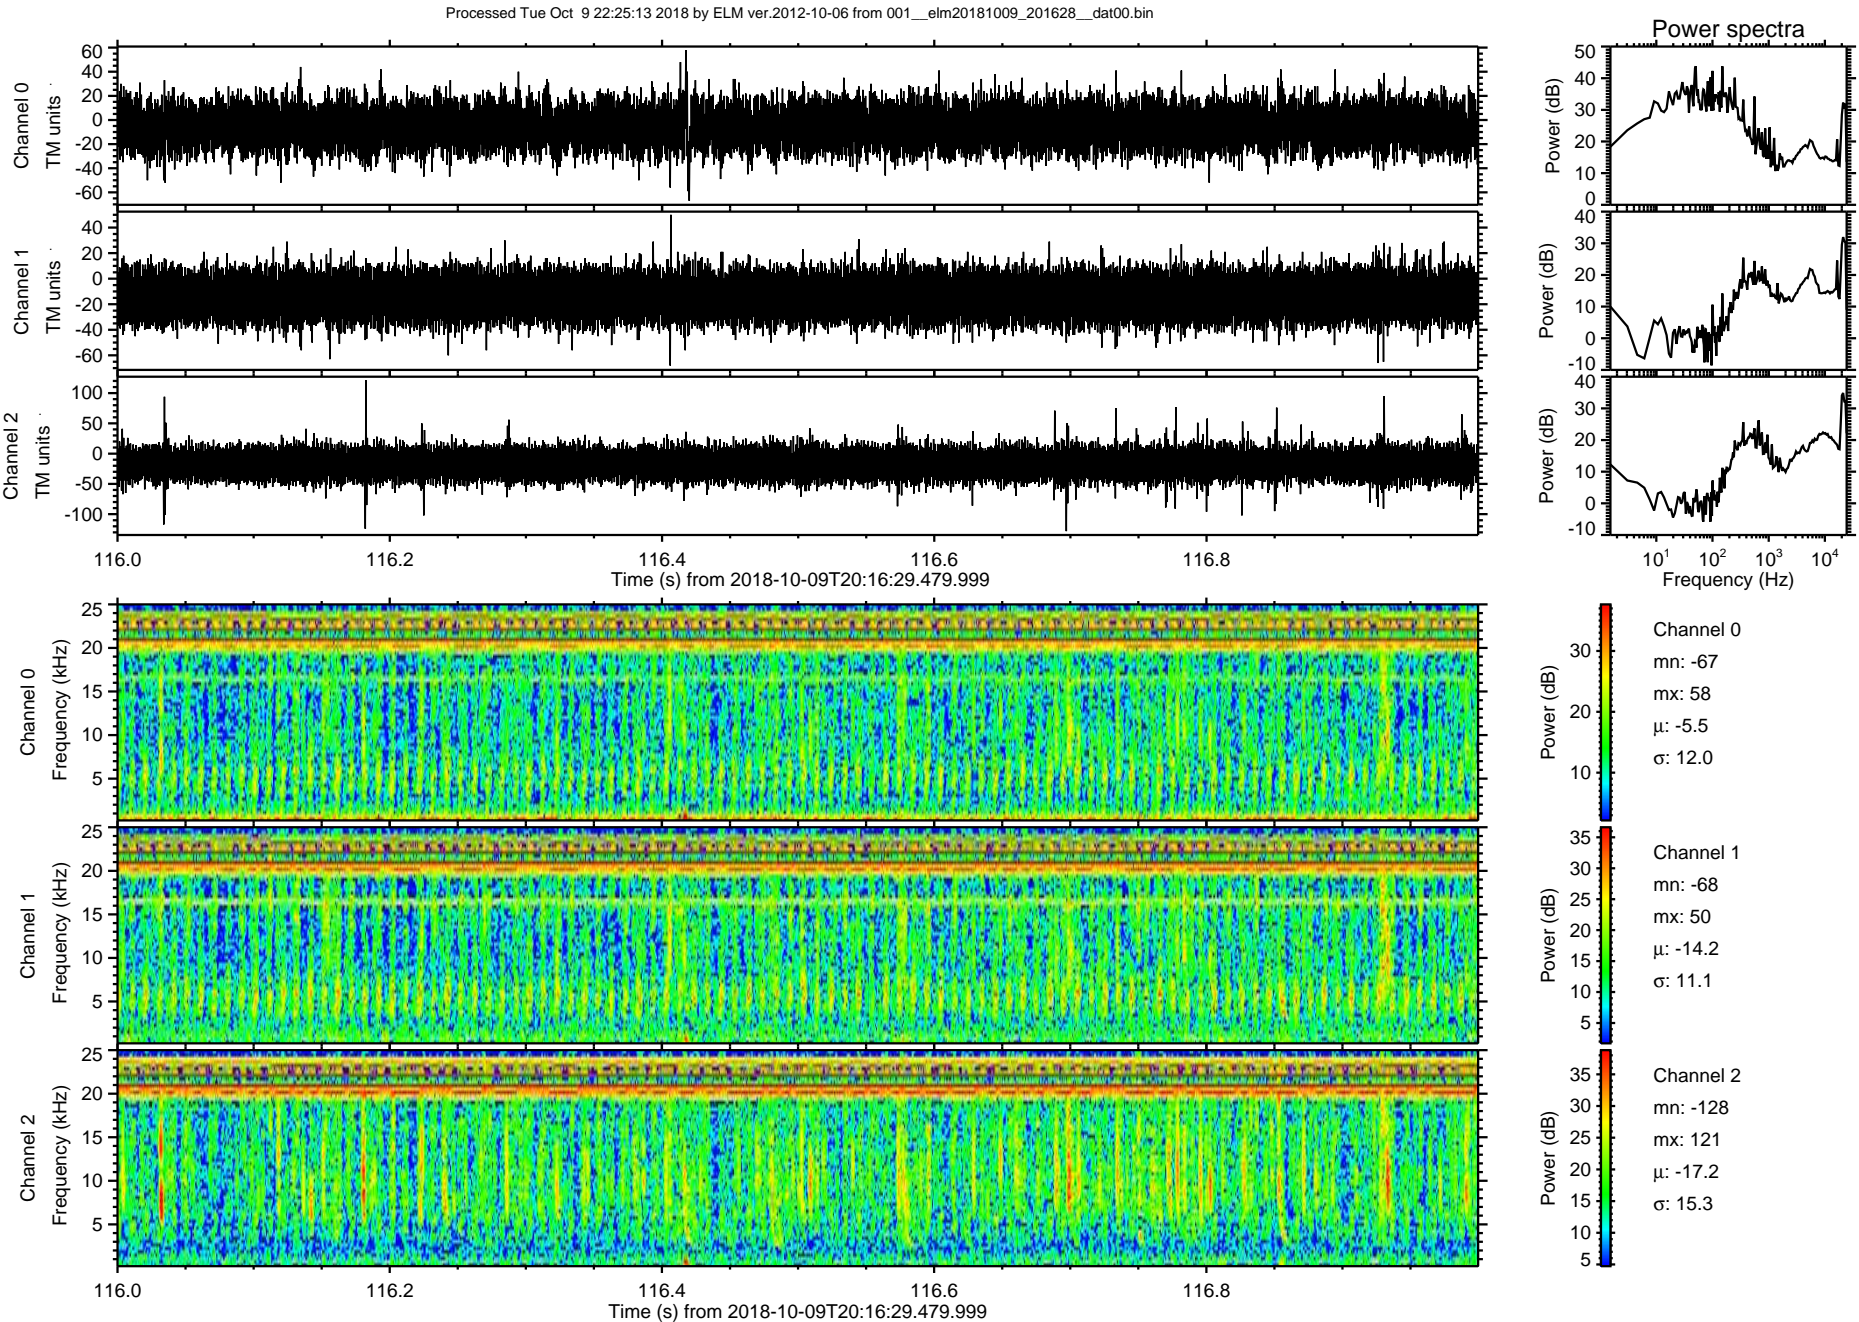 Processed Tue Oct 9 22:25:13 2018 by ELM ver.2012-10-06 from 001__elm20181009_201628__dat00.bin
Power spectra
Channel 0
TM units
60
40
20
0
-20
-40
-60
Power (dB)
50
40
30
20
10
0
Channel 1
TM units
40
20
0
-20
-40
-60
Power (dB)
40
30
20
10
0
-10
Channel 2
TM units
100
50
0
-50
-100
Power (dB)
40
30
20
10
0
-10
116.0 116.2 116.4 116.6 116.8
Time (s) from 2018-10-09T20:16:29.479.999
10^1 10^2 10^3 10^4
Frequency (Hz)
Channel 0
Frequency (kHz)
25
20
15
10
5
Power (dB)
30
20
10
Channel 0
mn: -67
mx: 58
μ: -5.5
σ: 12.0
Channel 1
Frequency (kHz)
25
20
15
10
5
Power (dB)
35
30
25
20
15
10
5
Channel 1
mn: -68
mx: 50
μ: -14.2
σ: 11.1
Channel 2
Frequency (kHz)
25
20
15
10
5
Power (dB)
35
30
25
20
15
10
5
Channel 2
mn: -128
mx: 121
μ: -17.2
σ: 15.3
116.0 116.2 116.4 116.6 116.8
Time (s) from 2018-10-09T20:16:29.479.999